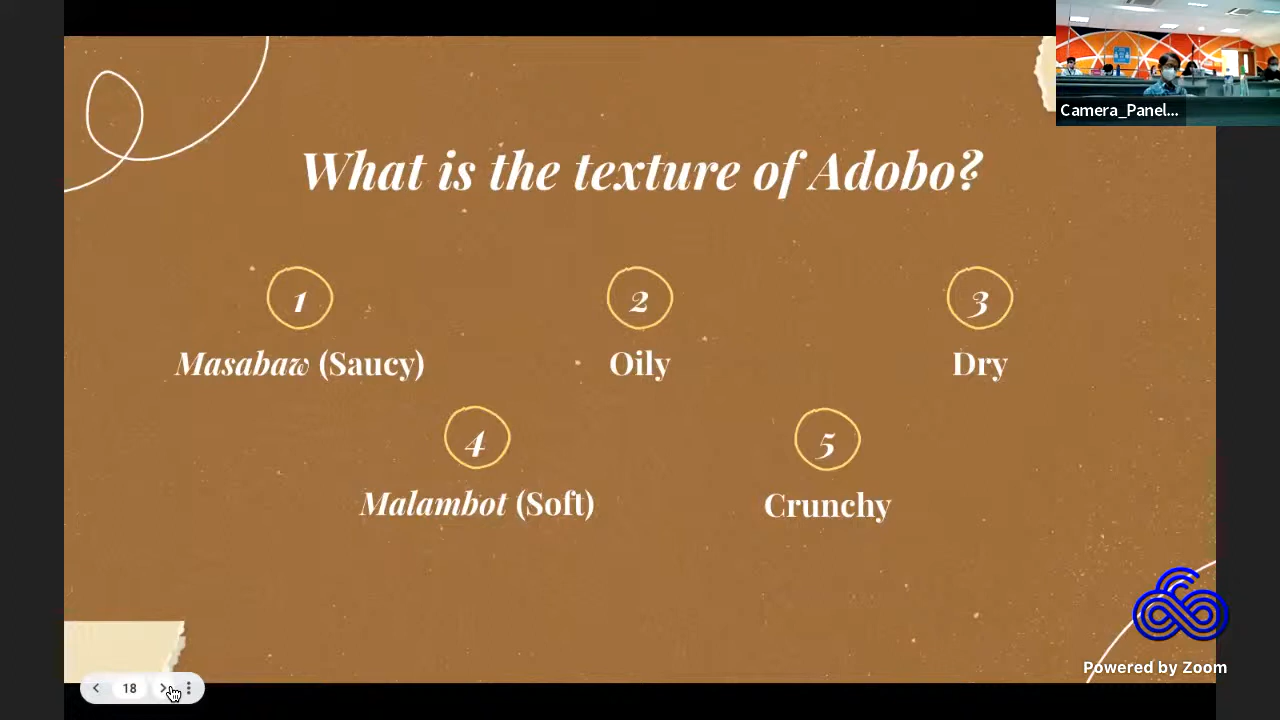 Camera_Panel...
What is the texture of Adobo?
1
2
3
Masabaw (Saucy)
Oily
Dry
4
5
Malambot (Soft)
Crunchy
Powered by Zoom
18